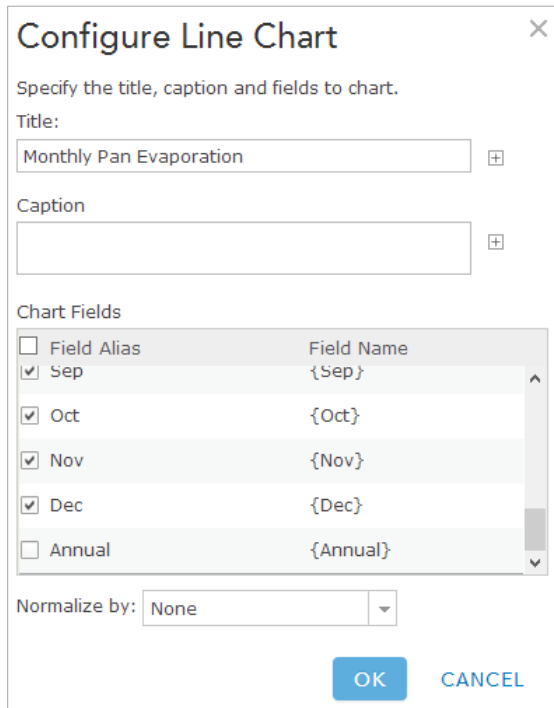 Configure Line Chart
Specify the title, caption and fields to chart.
Title:
Monthly Pan Evaporation
Caption
Chart Fields
Field Alias Field Name
Sep {Sep}
Oct {Oct}
Nov {Nov}
Dec {Dec}
Annual {Annual}
Normalize by: None
OK CANCEL